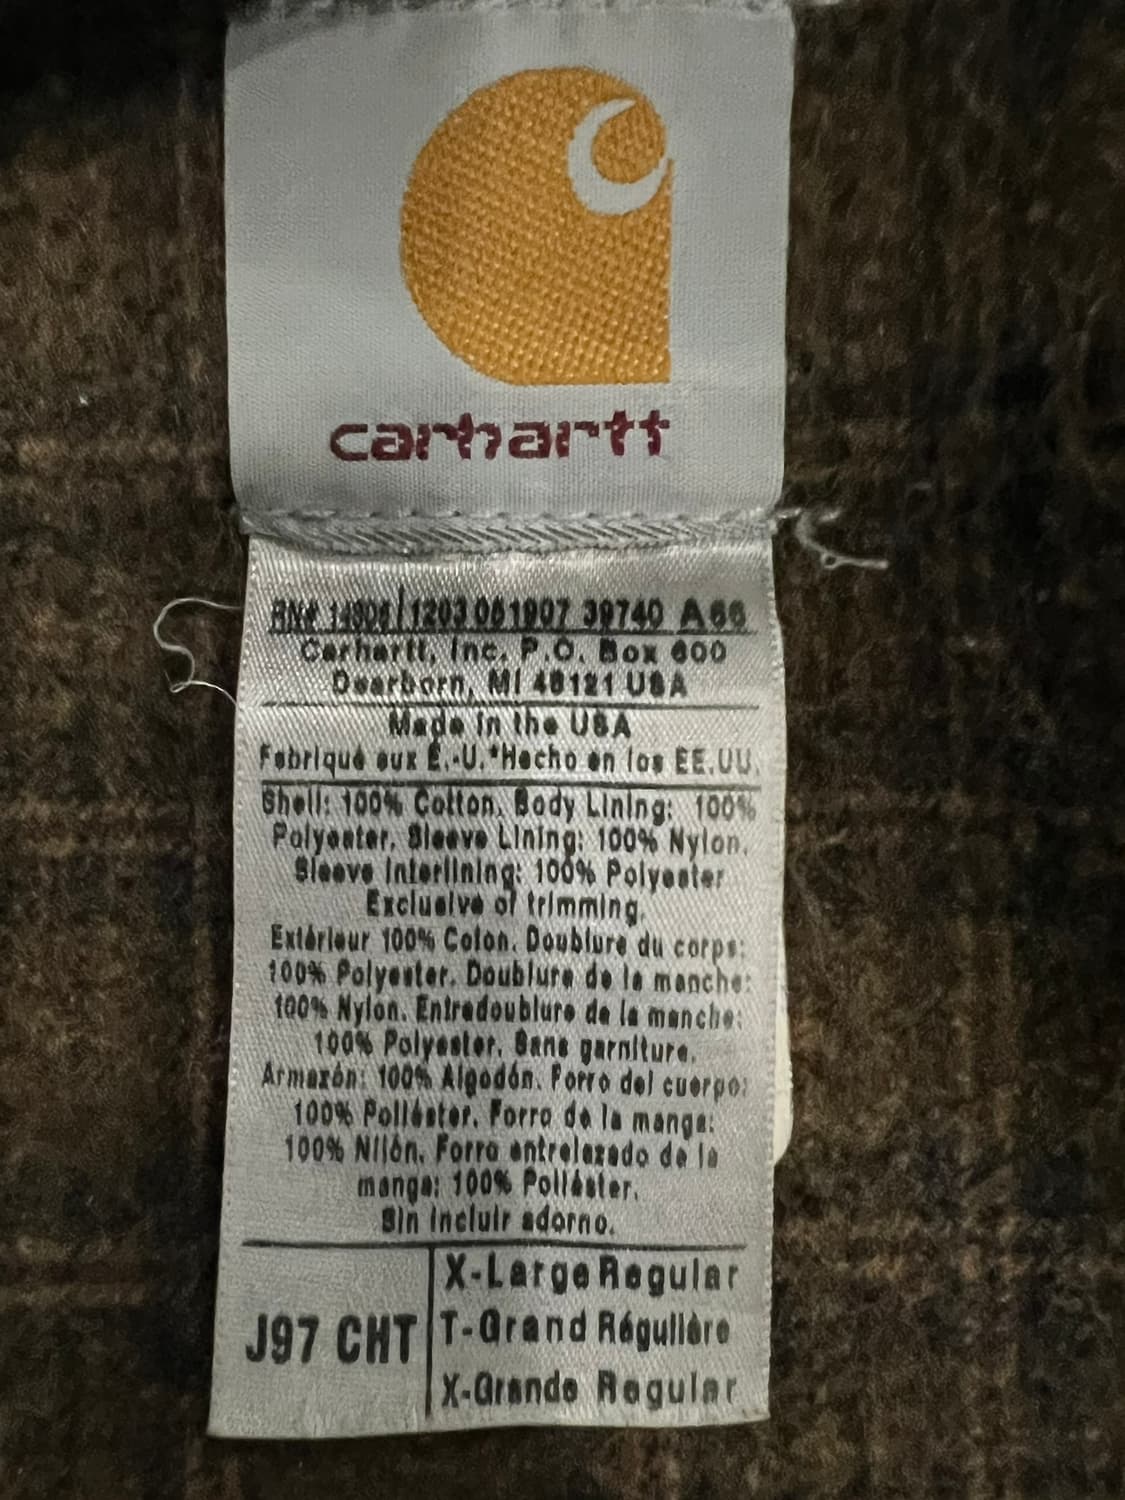 carhartt
RN# 14806 1203 051907 39740 A66
Carhartt, Inc. P.O. Box 600
Dearborn, MI 48121 USA
Made in the USA
Fabriqué aux É.-U.*Hecho en los EE.UU.
Shell: 100% Cotton. Body Lining: 100%
Polyester. Sleeve Lining: 100% Nylon.
Sleeve Interlining: 100% Polyester
Exclusive of trimming.
Extérieur 100% Coton. Doublure du corps:
100% Polyester. Doublure de la manche:
100% Nylon. Entredoublure de la manche:
100% Polyester. Sans garniture.
Armazón: 100% Algodón. Forro del cuerpo:
100% Poliéster. Forro de la manga:
100% Nilón. Forro entrelazado de la
manga: 100% Poliéster.
Sin incluir adorno.
J97 CHT
X-Large Regular
T-Grand Régulière
X-Grande Regular